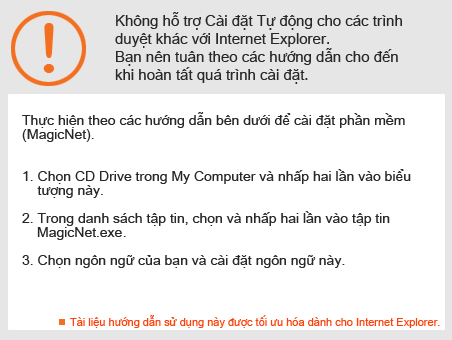 Không hỗ trợ Cài đặt Tự động cho các trình
duyệt khác với Internet Explorer.
Bạn nên tuân theo các hướng dẫn cho đến
khi hoàn tất quá trình cài đặt.
Thực hiện theo các hướng dẫn bên dưới để cài đặt phần mềm
(MagicNet).
1. Chọn CD Drive trong My Computer và nhấp hai lần vào biểu
tượng này.
2. Trong danh sách tập tin, chọn và nhấp hai lần vào tập tin
MagicNet.exe.
3. Chọn ngôn ngữ của bạn và cài đặt ngôn ngữ này.
Tài liệu hướng dẫn sử dụng này được tối ưu hóa dành cho Internet Explorer.